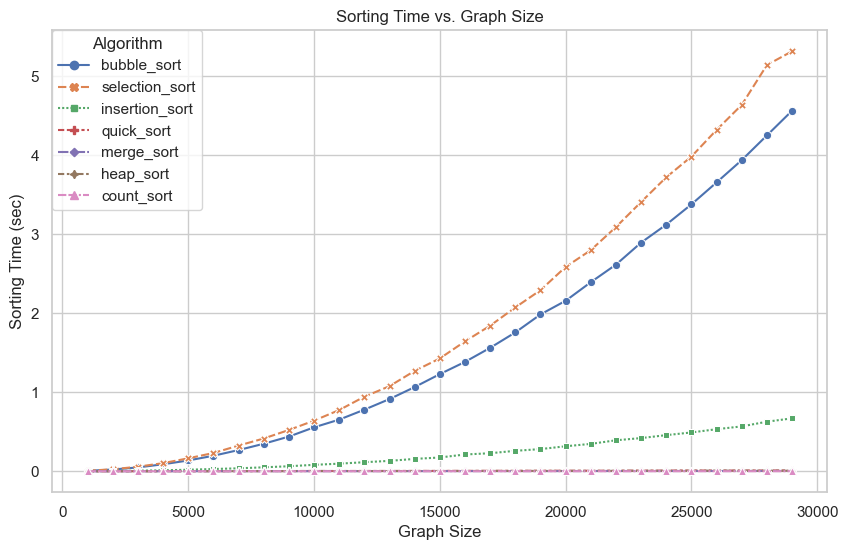 Sorting Time vs. Graph Size
Algorithm
bubble_sort
selection_sort
insertion_sort
quick_sort
merge_sort
heap_sort
count_sort
Sorting Time (sec)
5
4
3
2
1
0
0 5000 10000 15000 20000 25000 30000
Graph Size